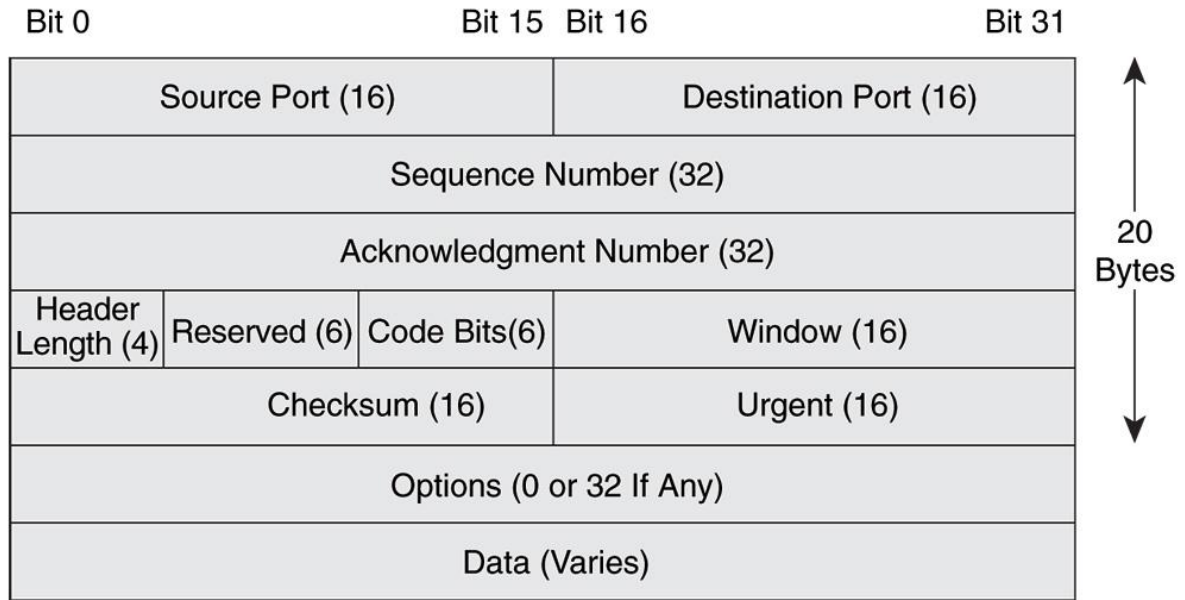 Bit 0
Bit 15
Bit 16
Bit 31
Source Port (16)
Destination Port (16)
Sequence Number (32)
Acknowledgment Number (32)
20
Bytes
Header
Length (4)
Reserved (6)
Code Bits(6)
Window (16)
Checksum (16)
Urgent (16)
Options (0 or 32 If Any)
Data (Varies)